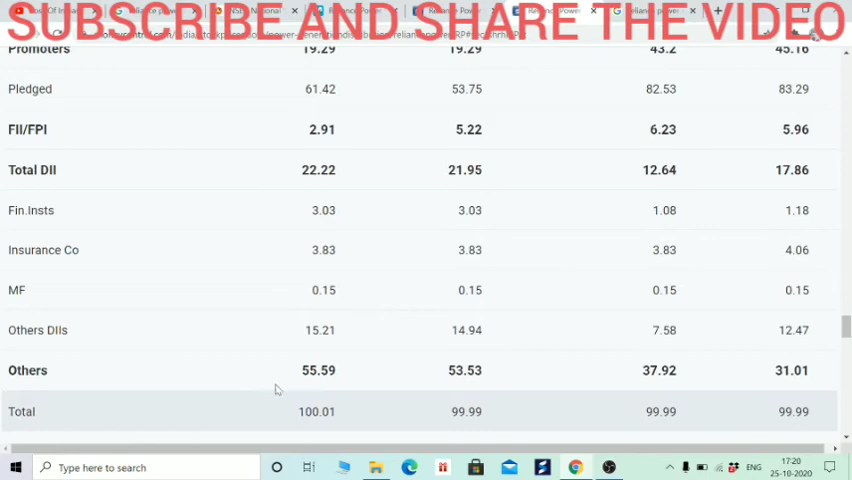 SUBSCRIBE AND SHARE THE VIDEO
Promoters 19.29 19.29 43.2 45.16
Pledged 61.42 53.75 82.53 83.29
FII/FPI 2.91 5.22 6.23 5.96
Total DII 22.22 21.95 12.64 17.86
Fin.Insts 3.03 3.03 1.08 1.18
Insurance Co 3.83 3.83 3.83 4.06
MF 0.15 0.15 0.15 0.15
Others DIIs 15.21 14.94 7.58 12.47
Others 55.59 53.53 37.92 31.01
Total 100.01 99.99 99.99 99.99
Type here to search
ENG
17:20
25-10-2020